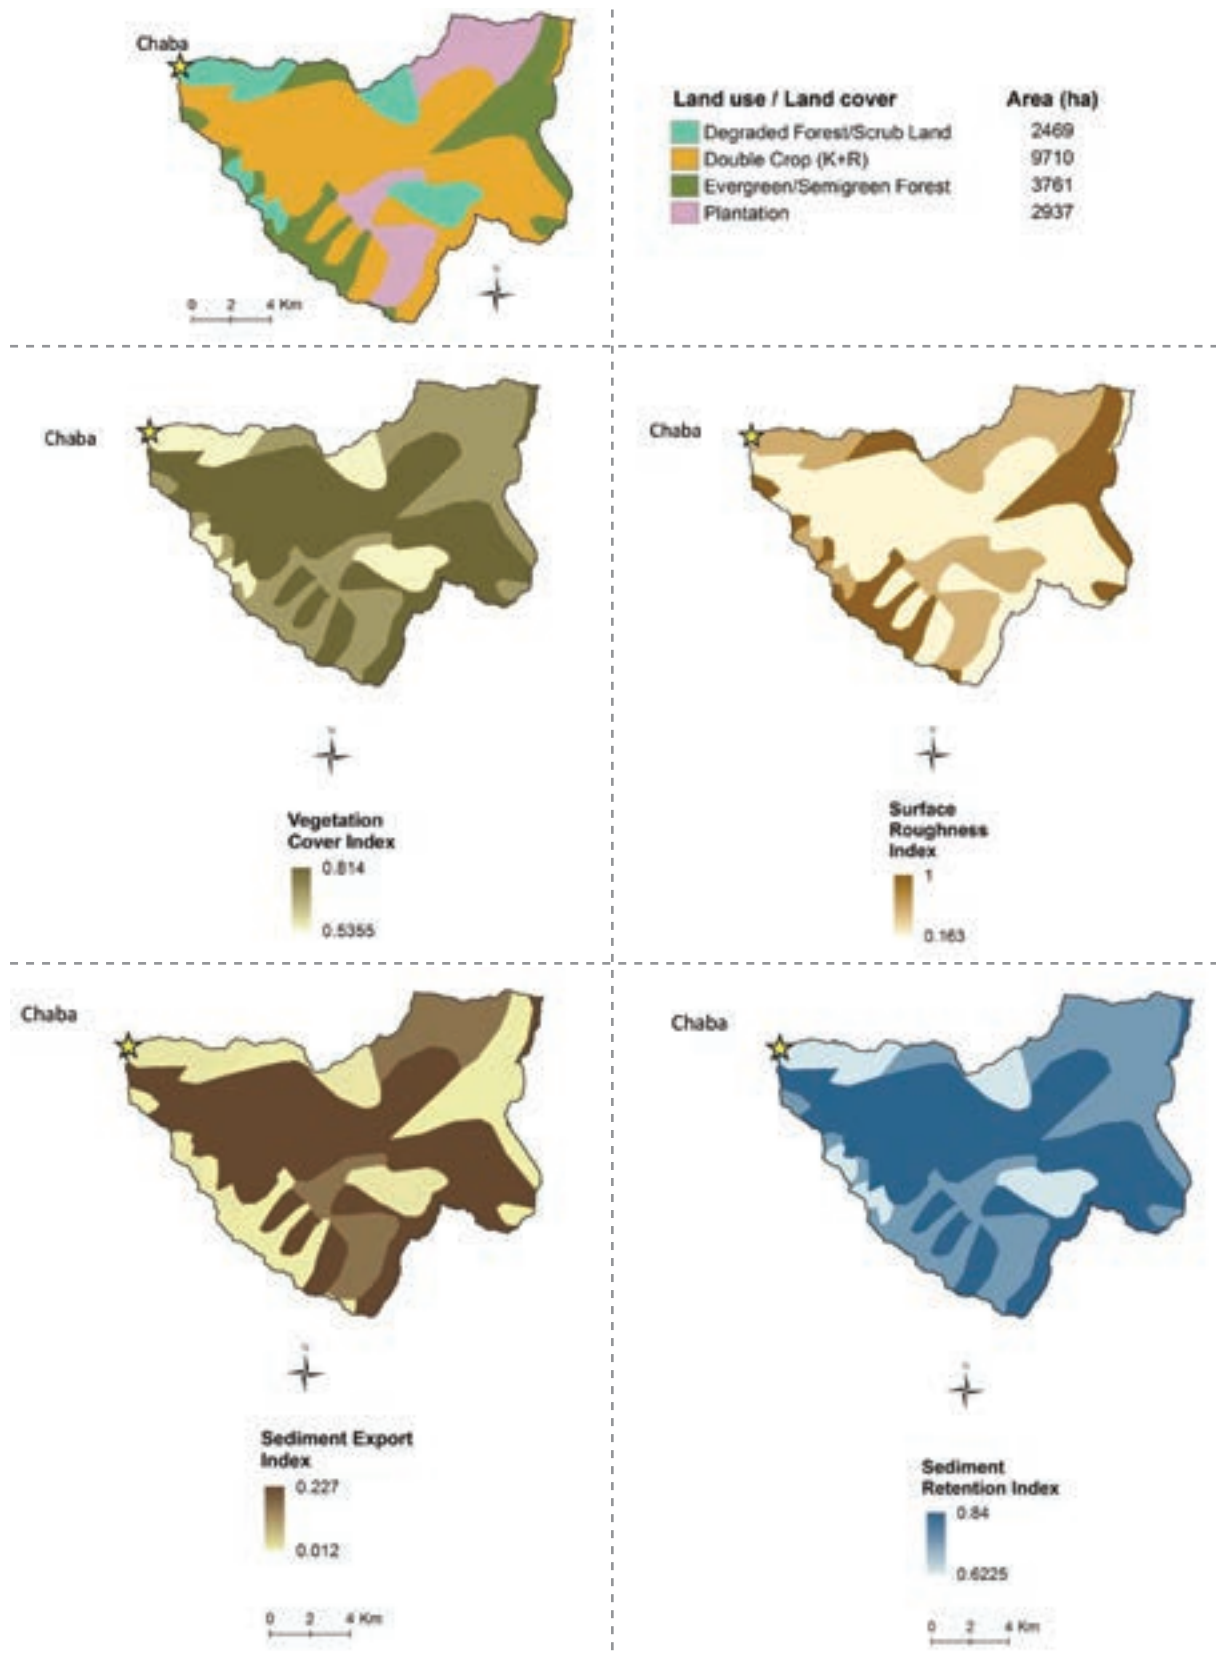 Chaba
0 2 4 Km
Land use / Land cover Area (ha)
Degraded Forest/Scrub Land 2469
Double Crop (K+R) 9710
Evergreen/Semigreen Forest 3761
Plantation 2937
Chaba
Vegetation
Cover Index
0.814
0.5355
Chaba
Surface
Roughness
Index
1
0.163
Chaba
Sediment Export
Index
0.227
0.012
0 2 4 Km
Chaba
Sediment
Retention Index
0.84
0.6225
0 2 4 Km